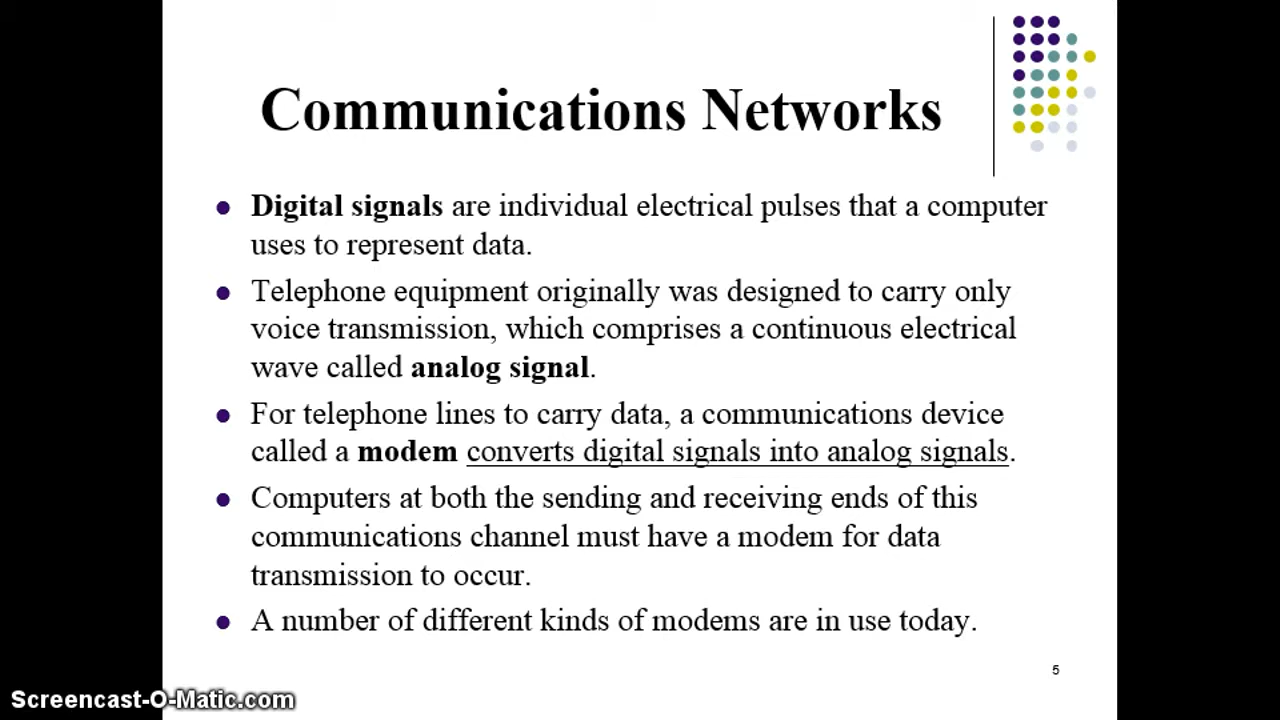 Communications Networks
Digital signals are individual electrical pulses that a computer
uses to represent data.
Telephone equipment originally was designed to carry only
voice transmission, which comprises a continuous electrical
wave called analog signal.
For telephone lines to carry data, a communications device
called a modem converts digital signals into analog signals.
Computers at both the sending and receiving ends of this
communications channel must have a modem for data
transmission to occur.
A number of different kinds of modems are in use today.
5
Screencast-O-Matic.com